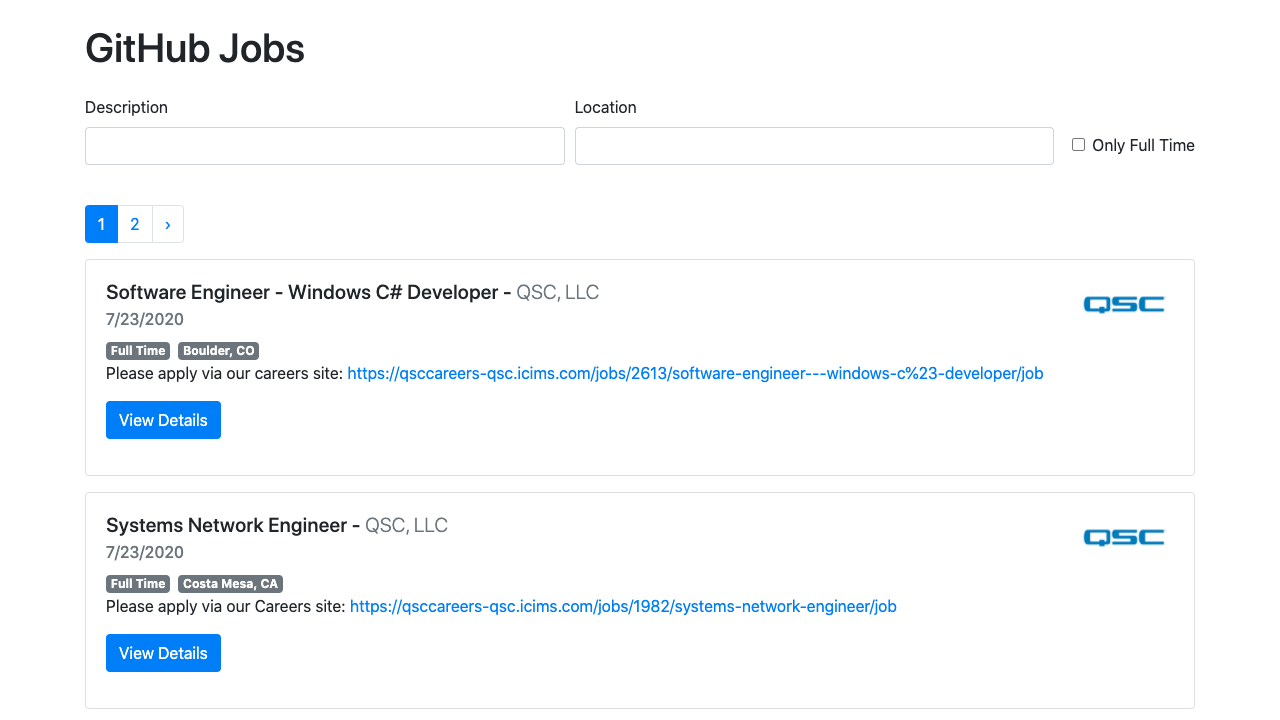 GitHub Jobs
Description
Location
Only Full Time
1 2 ›
Software Engineer - Windows C# Developer - QSC, LLC
QSC
7/23/2020
Full Time Boulder, CO
Please apply via our careers site: https://qsccareers-qsc.icims.com/jobs/2613/software-engineer---windows-c%23-developer/job
View Details
Systems Network Engineer - QSC, LLC
QSC
7/23/2020
Full Time Costa Mesa, CA
Please apply via our Careers site: https://qsccareers-qsc.icims.com/jobs/1982/systems-network-engineer/job
View Details